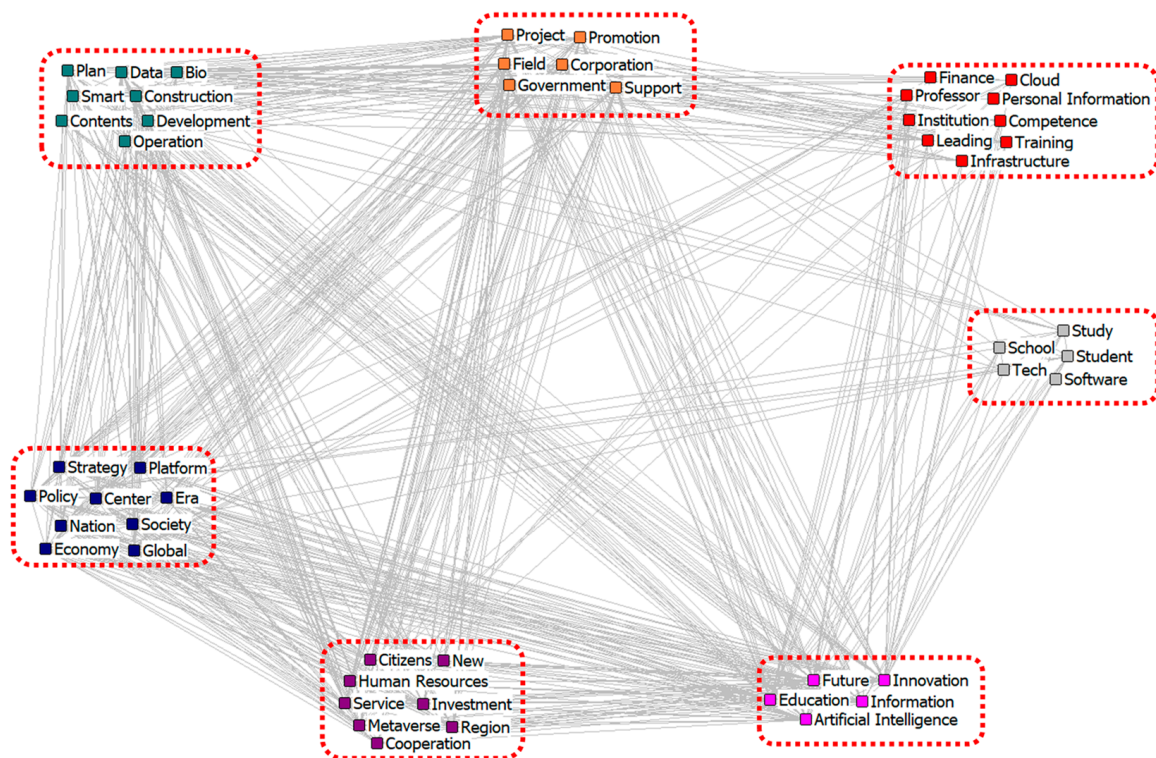 Project Promotion
Field Corporation
Government Support
Plan Data Bio
Smart Construction
Contents Development
Operation
Finance Cloud
Professor Personal Information
Institution Competence
Leading Training
Infrastructure
Study
School Student
Tech Software
Strategy Platform
Policy Center Era
Nation Society
Economy Global
Citizens New
Human Resources
Service Investment
Metaverse Region
Cooperation
Future Innovation
Education Information
Artificial Intelligence